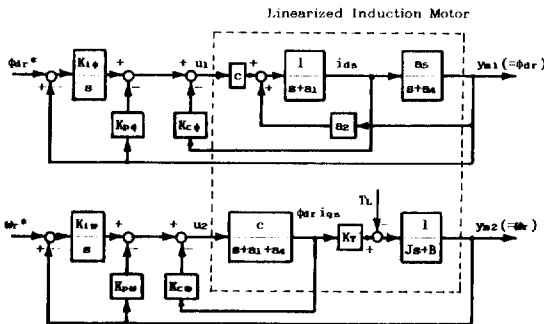 Linearized Induction Motor
ϕdr* + − Kiϕ/s + − + − u1 c + + 1/(s+a1) ids a5/(s+a4) ym1(=ϕdr)
Kpϕ Kcϕ a2
ωr* + − Kiω/s + − + − u2 c/(s+a1+a4) ϕdr iqs KT + − TL 1/(Js+B) ym2(=ωr)
Kpω Kcω